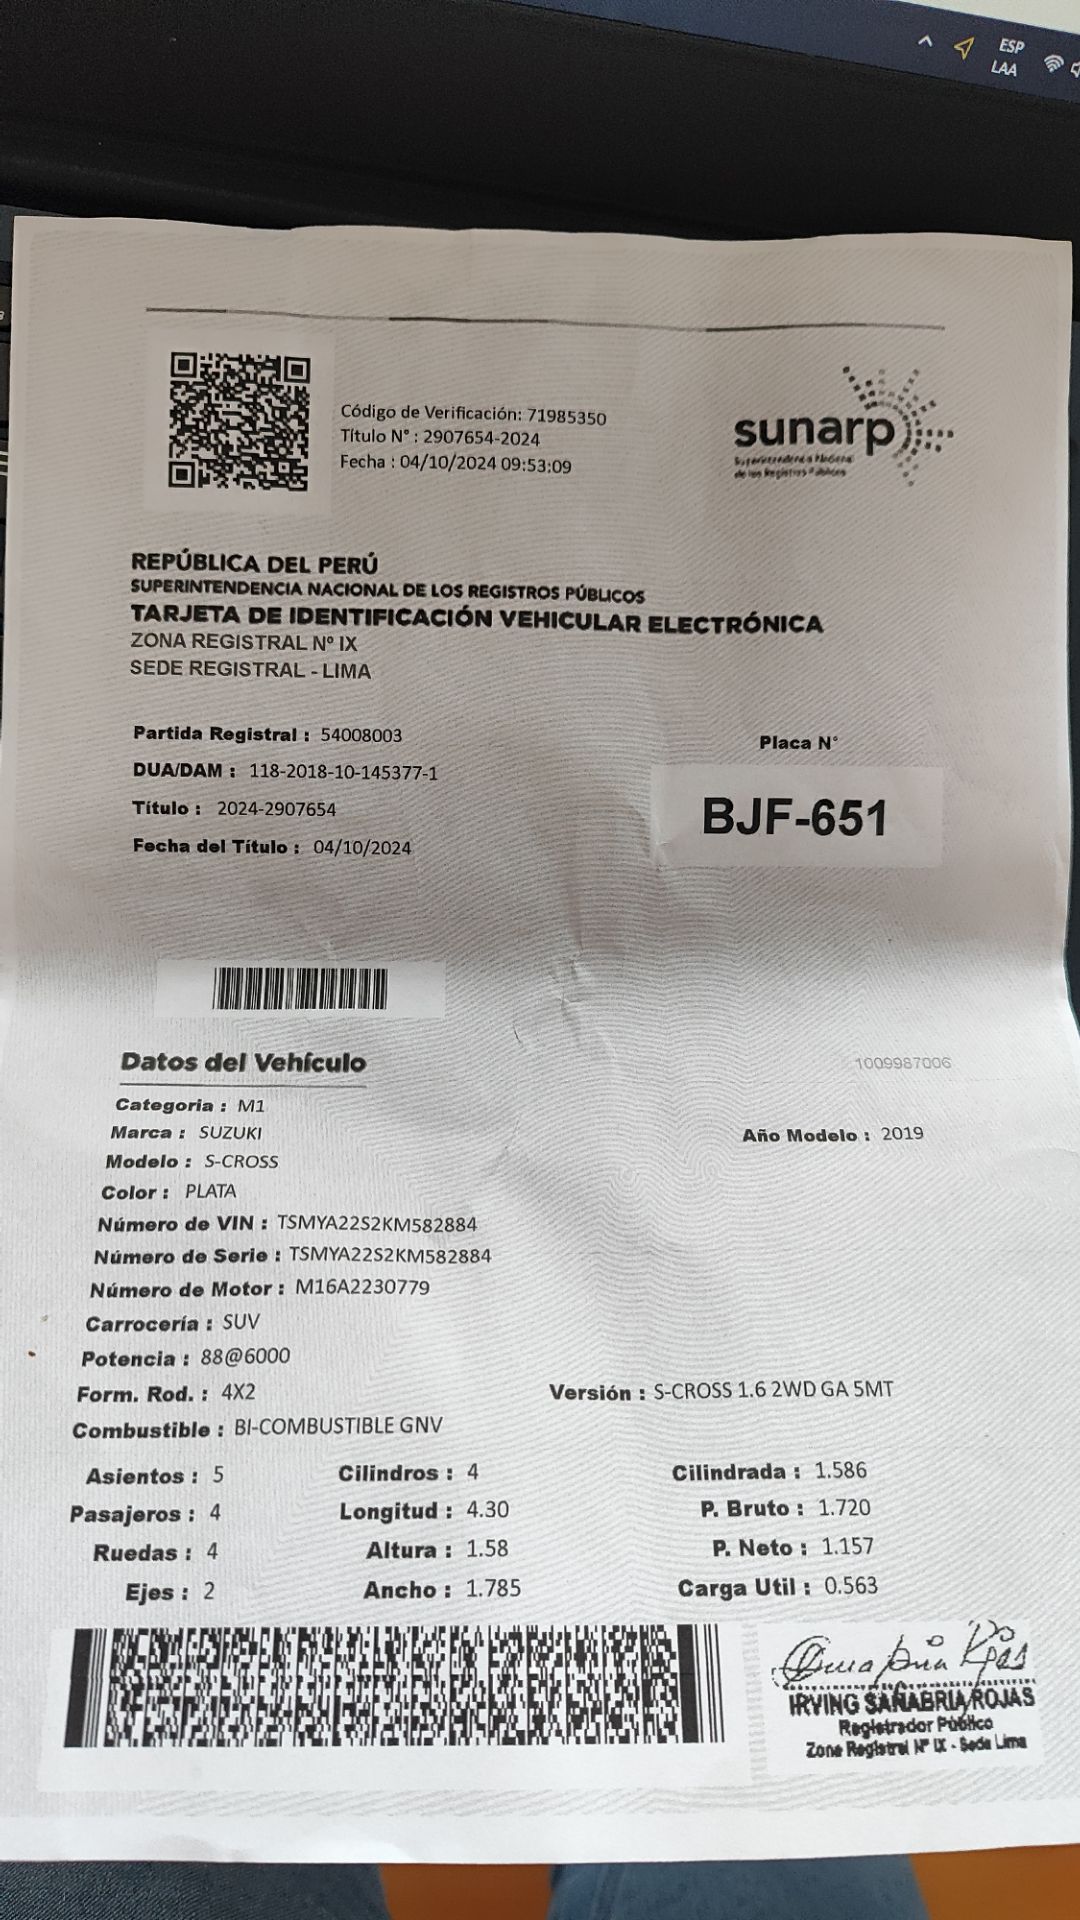 ESP
LAA
Código de Verificación: 71985350
Título N° : 2907654-2024
Fecha : 04/10/2024 09:53:09
sunarp
Superintendencia Nacional
de los Registros Públicos
REPÚBLICA DEL PERÚ
SUPERINTENDENCIA NACIONAL DE LOS REGISTROS PÚBLICOS
TARJETA DE IDENTIFICACIÓN VEHICULAR ELECTRÓNICA
ZONA REGISTRAL Nº IX
SEDE REGISTRAL - LIMA
Partida Registral : 54008003
Placa N°
DUA/DAM : 118-2018-10-145377-1
Título : 2024-2907654
BJF-651
Fecha del Título : 04/10/2024
Datos del Vehículo
1009987006
Categoria : M1
Marca : SUZUKI
Año Modelo : 2019
Modelo : S-CROSS
Color : PLATA
Número de VIN : TSMYA22S2KM582884
Número de Serie : TSMYA22S2KM582884
Número de Motor : M16A2230779
Carrocería : SUV
Potencia : 88@6000
Form. Rod. : 4X2
Versión : S-CROSS 1.6 2WD GA 5MT
Combustible : BI-COMBUSTIBLE GNV
Asientos : 5 Cilindros : 4 Cilindrada : 1.586
Pasajeros : 4 Longitud : 4.30 P. Bruto : 1.720
Ruedas : 4 Altura : 1.58 P. Neto : 1.157
Ejes : 2 Ancho : 1.785 Carga Util : 0.563
IRVING SANABRIA ROJAS
Registrador Público
Zona Registral Nº IX - Sede Lima